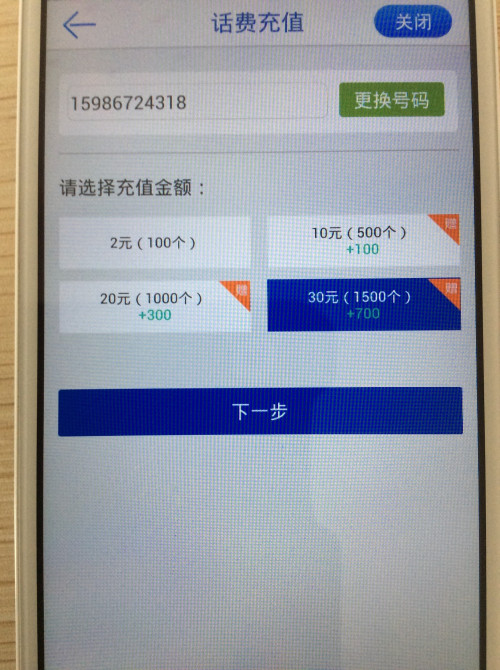 话费充值
关闭
15986724318
更换号码
请选择充值金额：
2元（100个）
10元（500个）
+100
赠
20元（1000个）
+300
赠
30元（1500个）
+700
赠
下一步